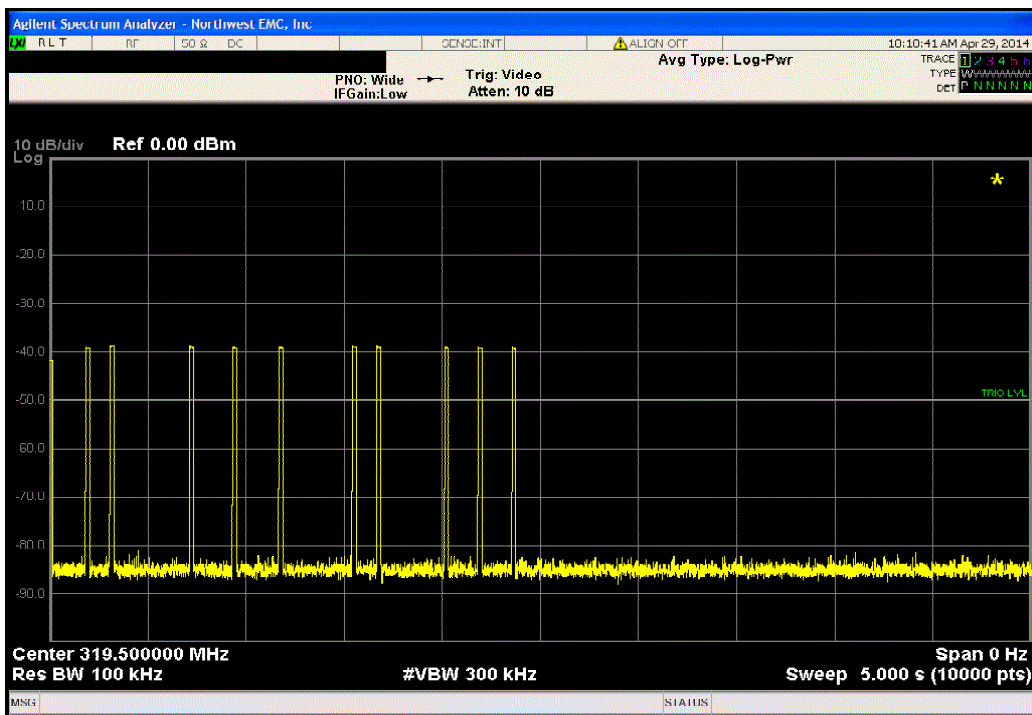 Agilent Spectrum Analyzer - Northwest EMC, Inc
LXI RLT RF 50 Ω DC SENSE:INT ALIGN OFF 10:10:41 AM Apr 29, 2014
Avg Type: Log-Pwr TRACE 1 2 3 4 5 6
PNO: Wide Trig: Video TYPE WWWWWW
IFGain:Low Atten: 10 dB DET P N N N N N
10 dB/div Ref 0.00 dBm
Log
-10.0
-20.0
-30.0
-40.0
-50.0 TRIG LVL
-60.0
-70.0
-80.0
-90.0
Center 319.500000 MHz Span 0 Hz
Res BW 100 kHz #VBW 300 kHz Sweep 5.000 s (10000 pts)
MSG STATUS